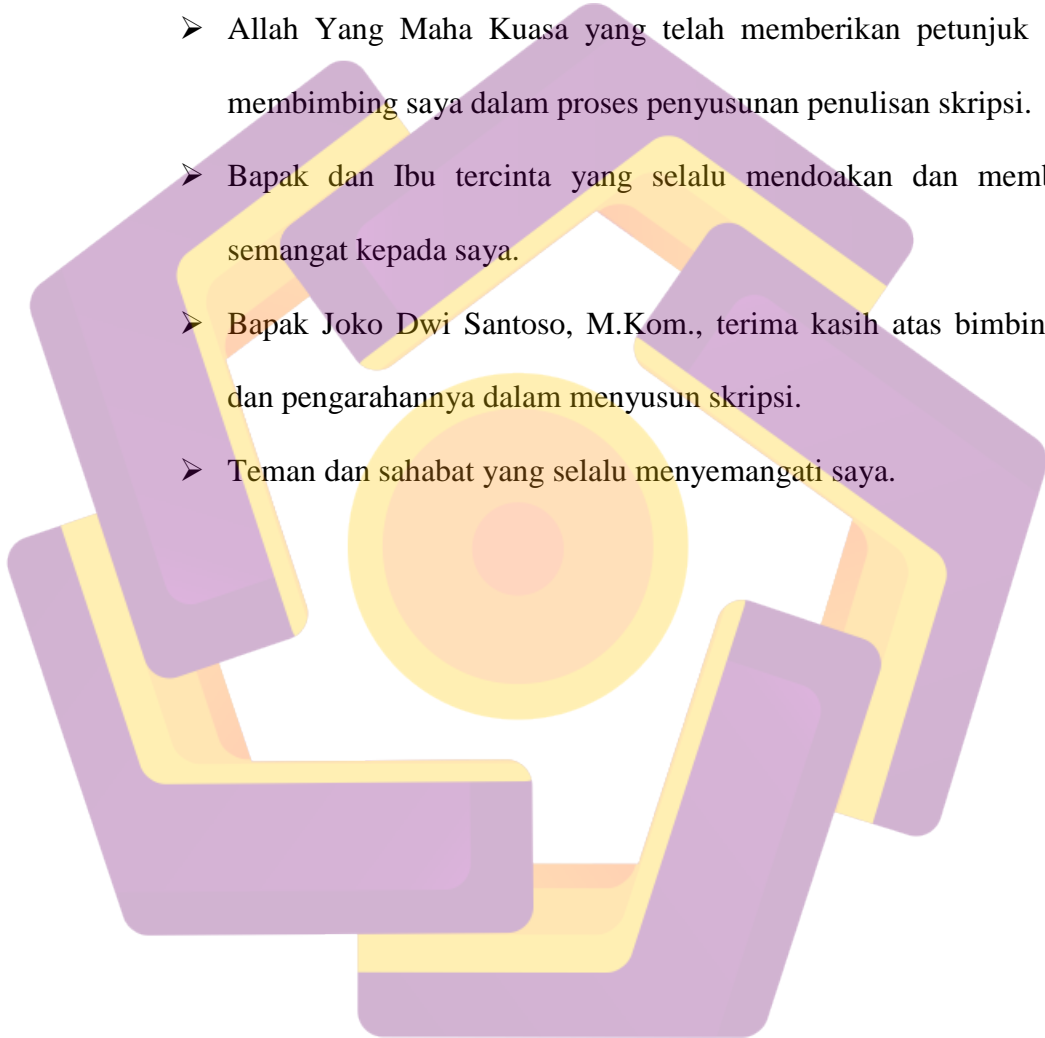 ➢ Allah Yang Maha Kuasa yang telah memberikan petunjuk
membimbing saya dalam proses penyusunan penulisan skripsi.
➢ Bapak dan Ibu tercinta yang selalu mendoakan dan
semangat kepada saya.
➢ Bapak Joko Dwi Santoso, M.Kom., terima kasih atas
dan pengarahannya dalam menyusun skripsi.
➢ Teman dan sahabat yang selalu menyemangati saya.